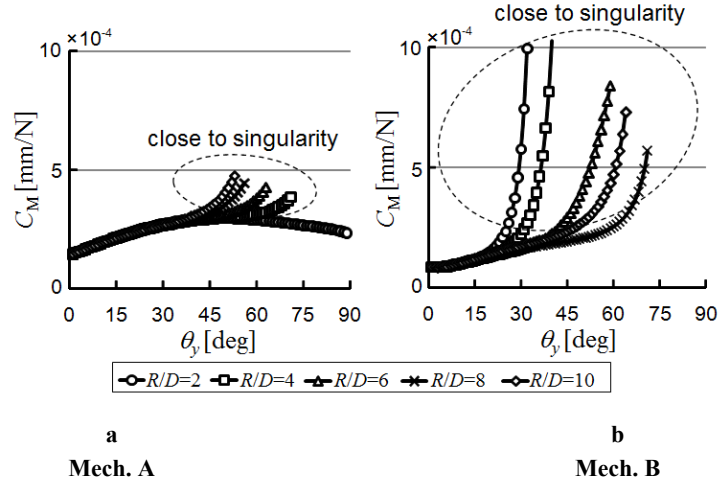 close to singularity
10 ×10⁻⁴
5
0
C_M [mm/N]
close to singularity
0 15 30 45 60 75 90
θ_y [deg]
10 ×10⁻⁴
5
0
C_M [mm/N]
0 15 30 45 60 75 90
θ_y [deg]
R/D=2 R/D=4 R/D=6 R/D=8 R/D=10
a b
Mech. A Mech. B